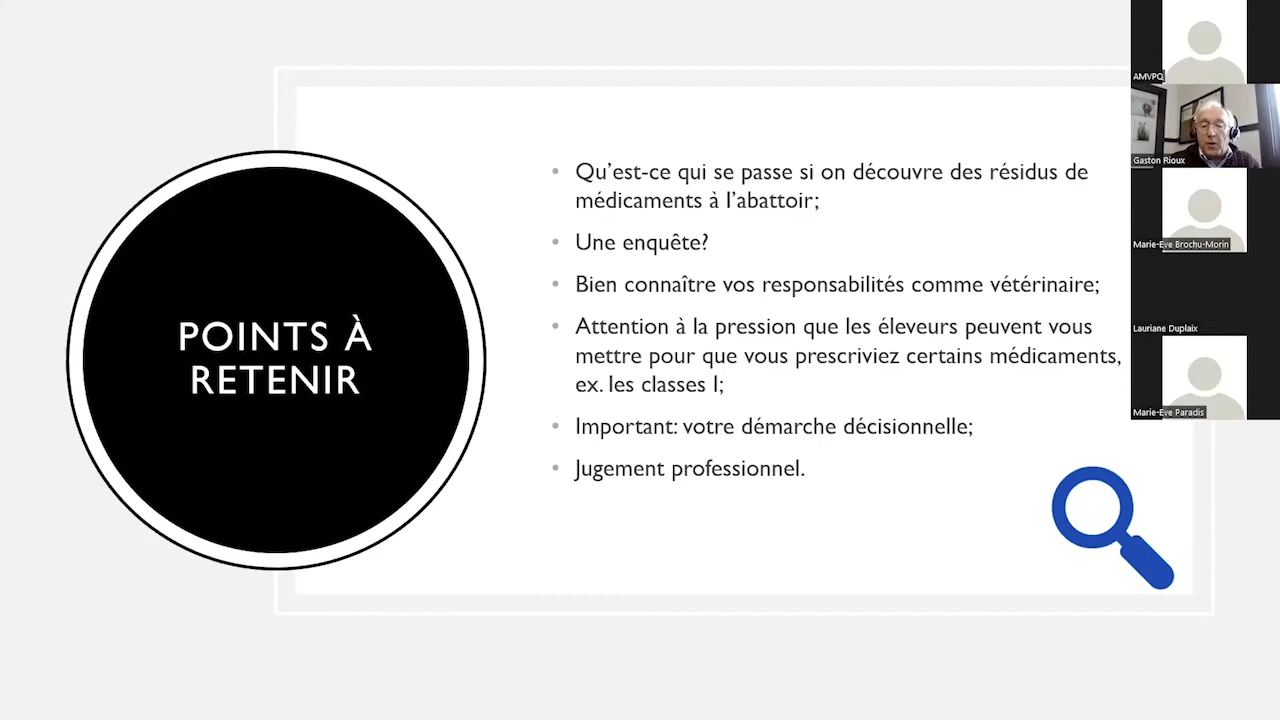 POINTS À
RETENIR
• Qu’est-ce qui se passe si on découvre des résidus de
médicaments à l’abattoir;
• Une enquête?
• Bien connaître vos responsabilités comme vétérinaire;
• Attention à la pression que les éleveurs peuvent vous
mettre pour que vous prescriviez certains médicaments,
ex. les classes I;
• Important: votre démarche décisionnelle;
• Jugement professionnel.
AMVPQ
Gaston Rioux
Marie-Eve Brochu-Morin
Lauriane Duplaix
Marie-Eve Paradis